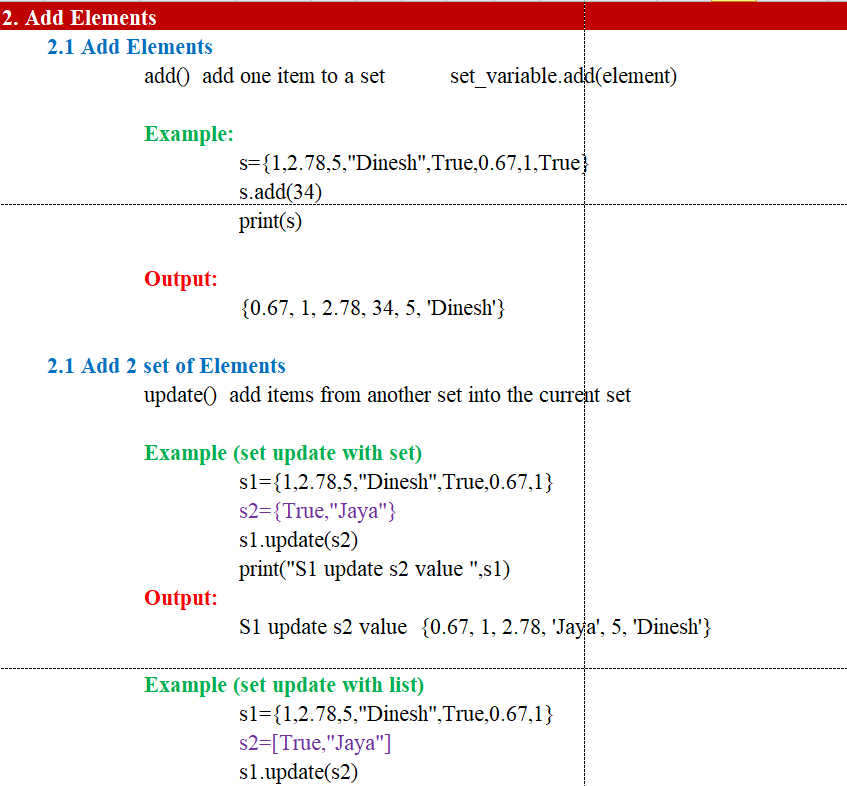 2. Add Elements
2.1 Add Elements
add()  add one item to a set          set_variable.add(element)
Example:
s={1,2.78,5,"Dinesh",True,0.67,1,True}
s.add(34)
print(s)
Output:
{0.67, 1, 2.78, 34, 5, 'Dinesh'}
2.1 Add 2 set of Elements
update()  add items from another set into the current set
Example (set update with set)
s1={1,2.78,5,"Dinesh",True,0.67,1}
s2={True,"Jaya"}
s1.update(s2)
print("S1 update s2 value ",s1)
Output:
S1 update s2 value  {0.67, 1, 2.78, 'Jaya', 5, 'Dinesh'}
Example (set update with list)
s1={1,2.78,5,"Dinesh",True,0.67,1}
s2=[True,"Jaya"]
s1.update(s2)